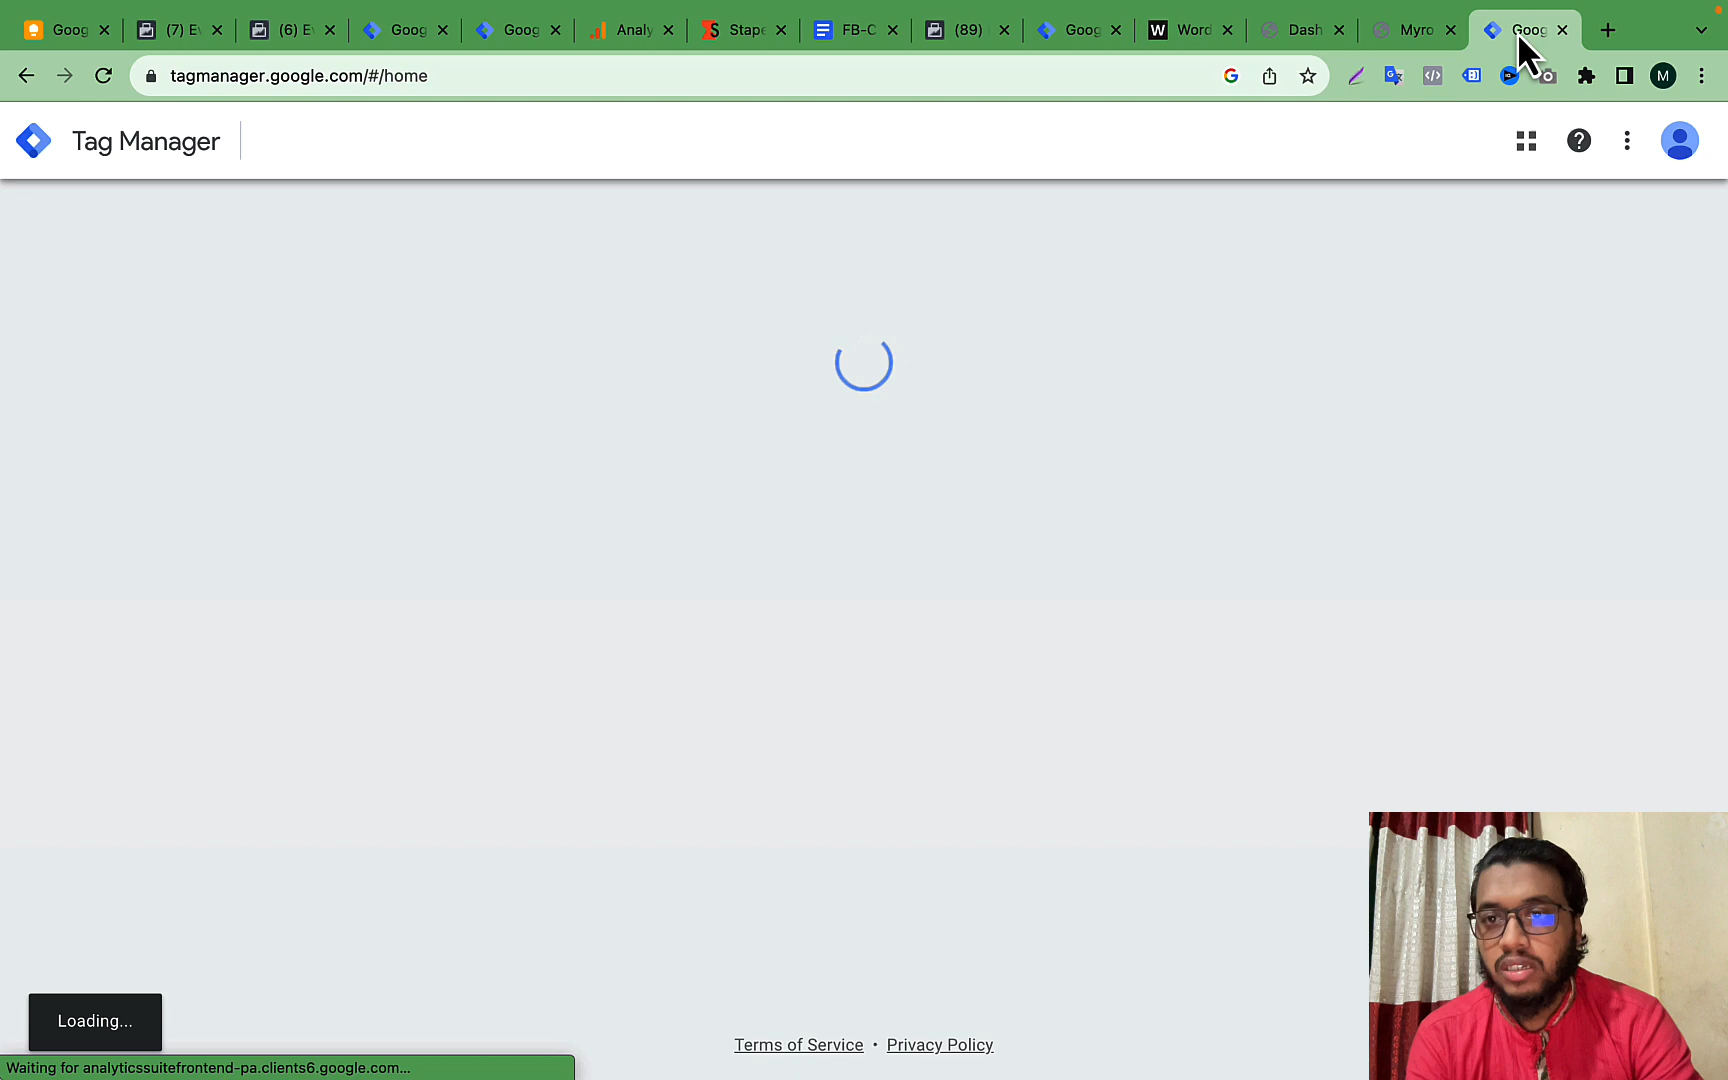 Goog
(7) E
(6) E
Goog
Goog
Analy
Stape
FB-C
(89)
Goog
Word
Dash
Myro
Goog
tagmanager.google.com/#/home
M
Tag Manager
Loading...
Terms of Service • Privacy Policy
Waiting for analyticssuitefrontend-pa.clients6.google.com...